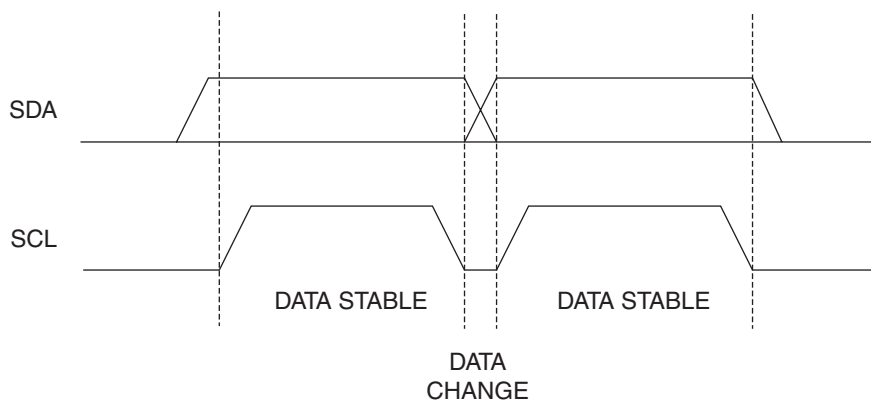 SDA
SCL
DATA STABLE
DATA STABLE
DATA
CHANGE